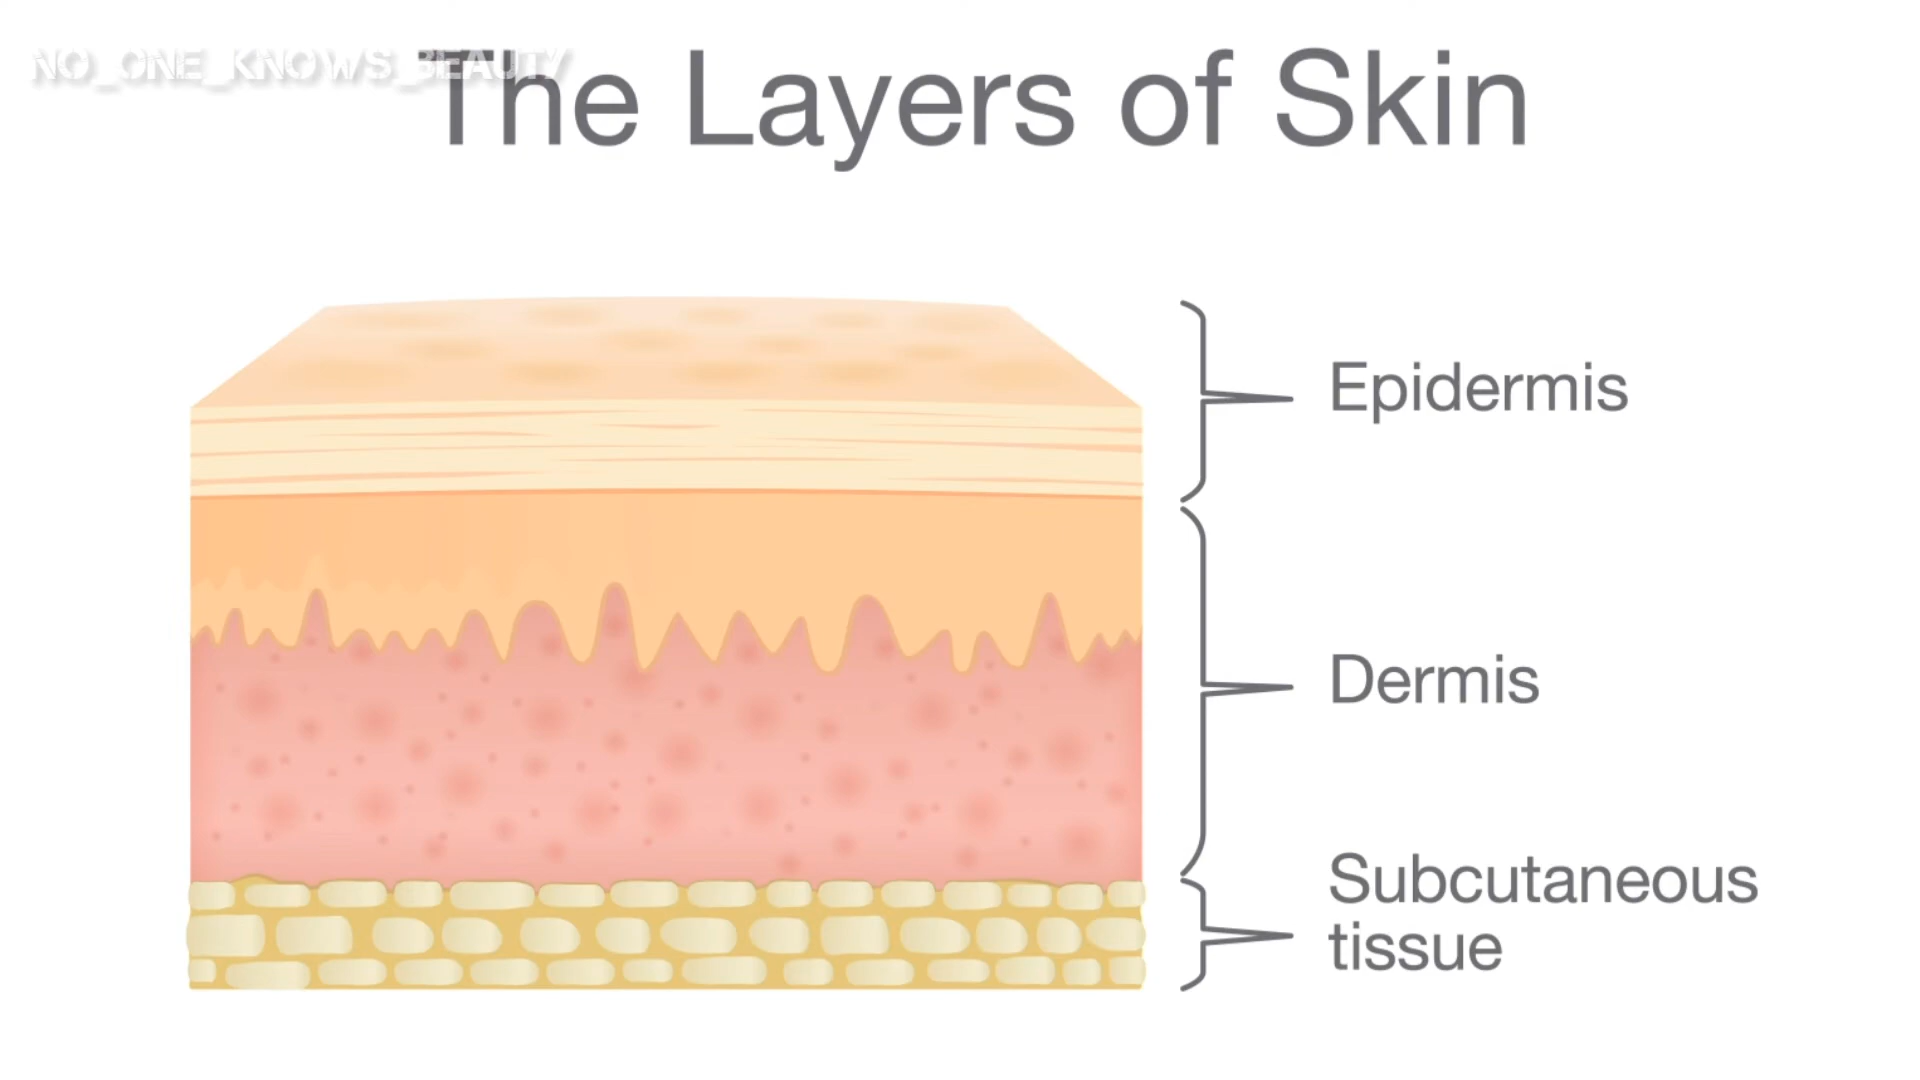 NO_ONE_KNOWS_BEAUTY
The Layers of Skin
Epidermis
Dermis
Subcutaneous
tissue